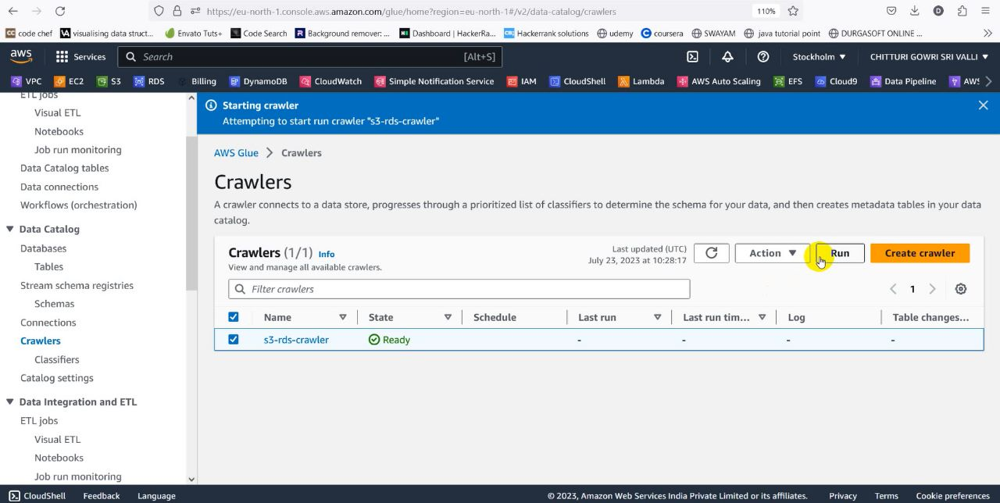 https://eu-north-1.console.aws.amazon.com/glue/home?region=eu-north-1#/v2/data-catalog/crawlers
110%
code chef
visualising data struct...
Envato Tuts+
Code Search
Background remover: ...
Dashboard | HackerRa...
Hackerrank solutions
udemy
coursera
SWAYAM
java tutorial point
DURGASOFT ONLINE ...
aws
Services
Search
[Alt+S]
Stockholm
CHITTURI GOWRI SRI VALLI
VPC
EC2
S3
RDS
Billing
DynamoDB
CloudWatch
Simple Notification Service
IAM
CloudShell
Lambda
AWS Auto Scaling
EFS
Cloud9
Data Pipeline
AWS
ETL jobs
Visual ETL
Notebooks
Job run monitoring
Data Catalog tables
Data connections
Workflows (orchestration)
Data Catalog
Databases
Tables
Stream schema registries
Schemas
Connections
Crawlers
Classifiers
Catalog settings
Data Integration and ETL
ETL jobs
Visual ETL
Notebooks
Job run monitoring
Starting crawler
Attempting to start run crawler "s3-rds-crawler"
AWS Glue
Crawlers
Crawlers
A crawler connects to a data store, progresses through a prioritized list of classifiers to determine the schema for your data, and then creates metadata tables in your data
catalog.
Crawlers (1/1) Info
View and manage all available crawlers.
Last updated (UTC)
July 23, 2023 at 10:28:17
Action
Run
Create crawler
Filter crawlers
1
Name
State
Schedule
Last run
Last run tim...
Log
Table changes...
s3-rds-crawler
Ready
-
-
-
-
CloudShell
Feedback
Language
© 2023, Amazon Web Services India Private Limited or its affiliates.
Privacy
Terms
Cookie preferences